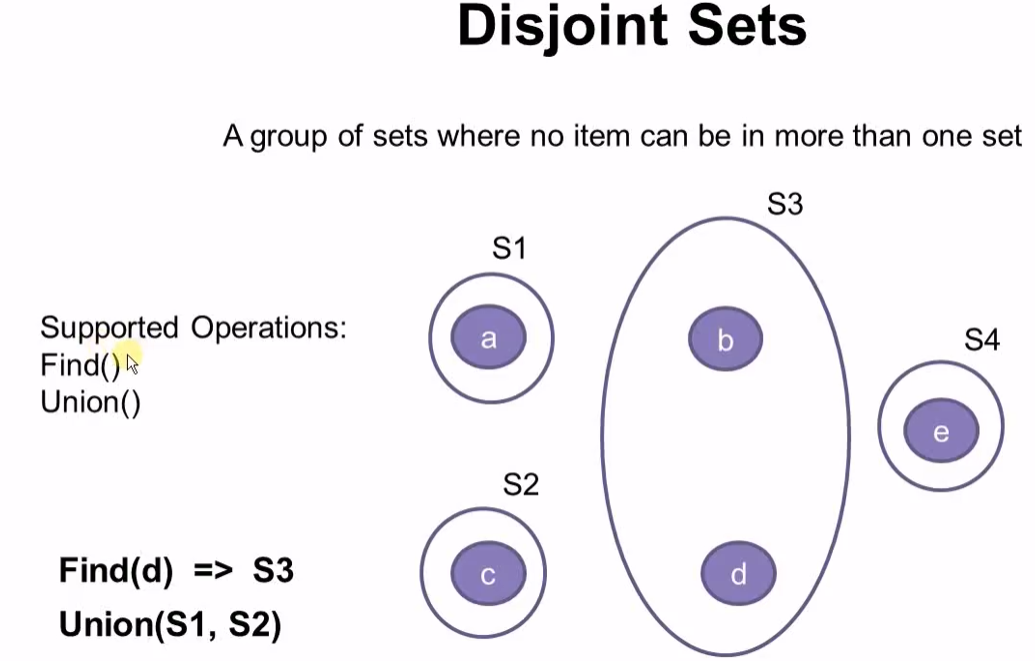 Disjoint Sets
A group of sets where no item can be in more than one set
S3
S1
Supported Operations:
Find()
Union()
a
b
S4
e
S2
c
d
Find(d) => S3
Union(S1, S2)